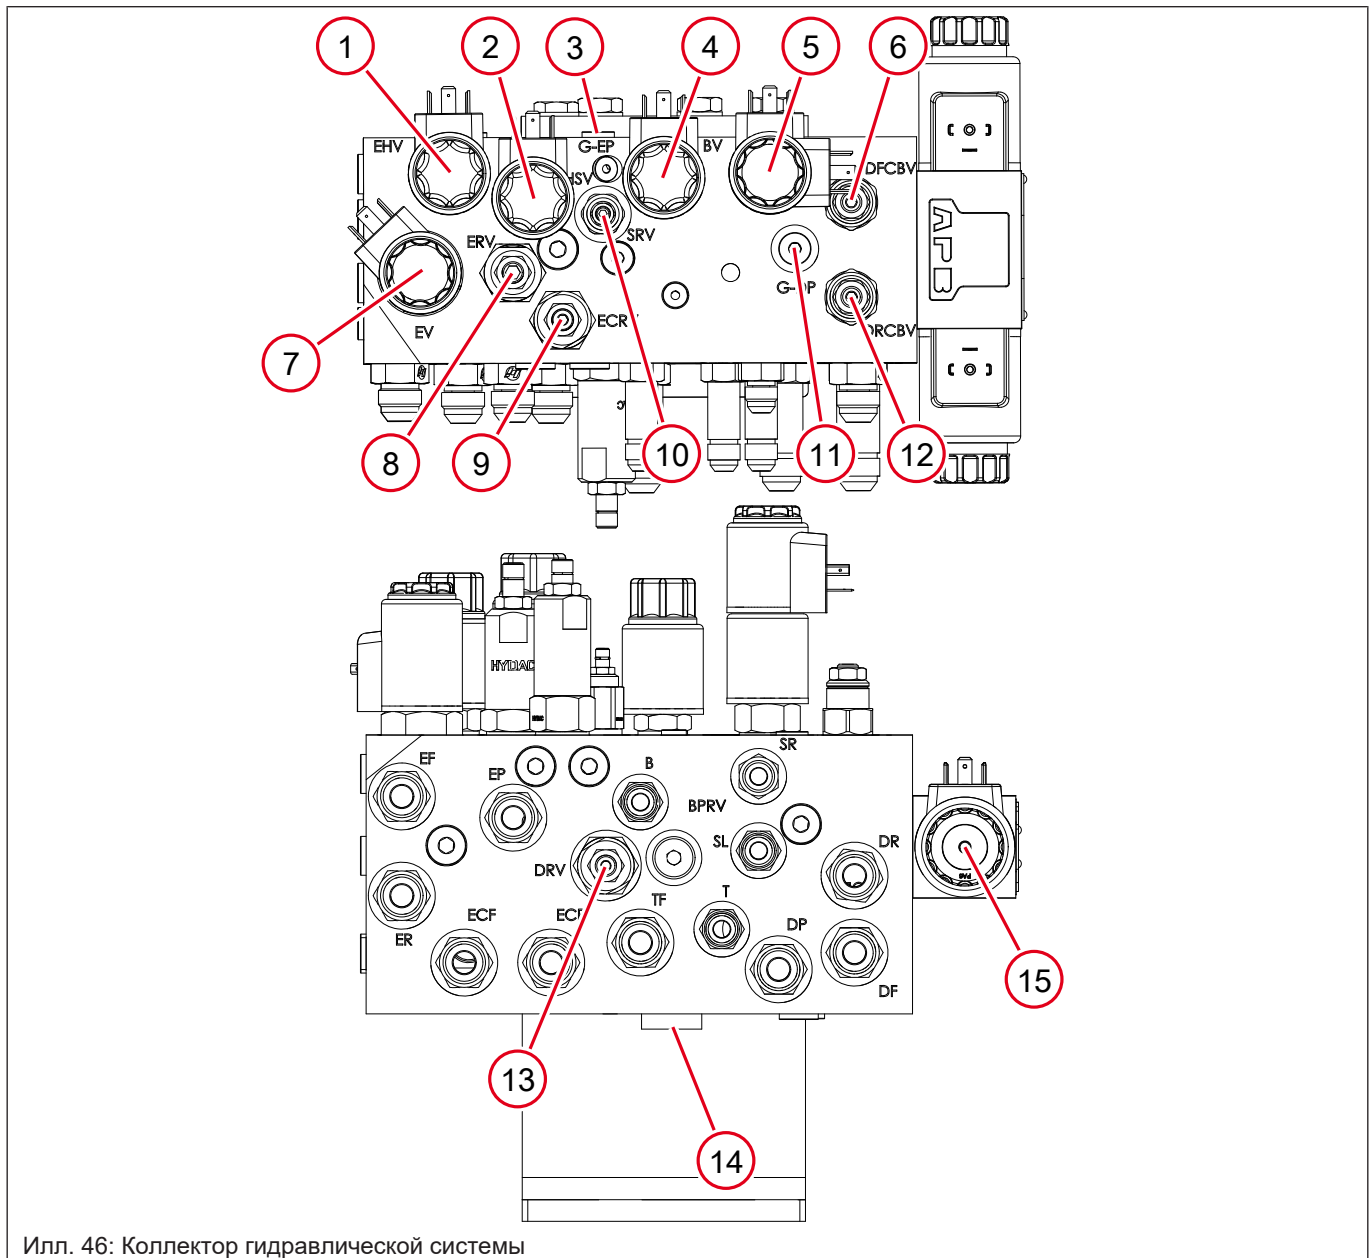 1
2
3
4
5
6
EHV
G-EP
BV
DFCBV
HSV
ERV
SRV
G-DP
ECR
DRCBV
EV
APB
7
8
9
10
11
12
HYDAC
EF
EP
B
SR
BPRV
SL
DR
DRV
T
TF
ER
ECF
DP
DF
13
14
15
Илл. 46: Коллектор гидравлической системы